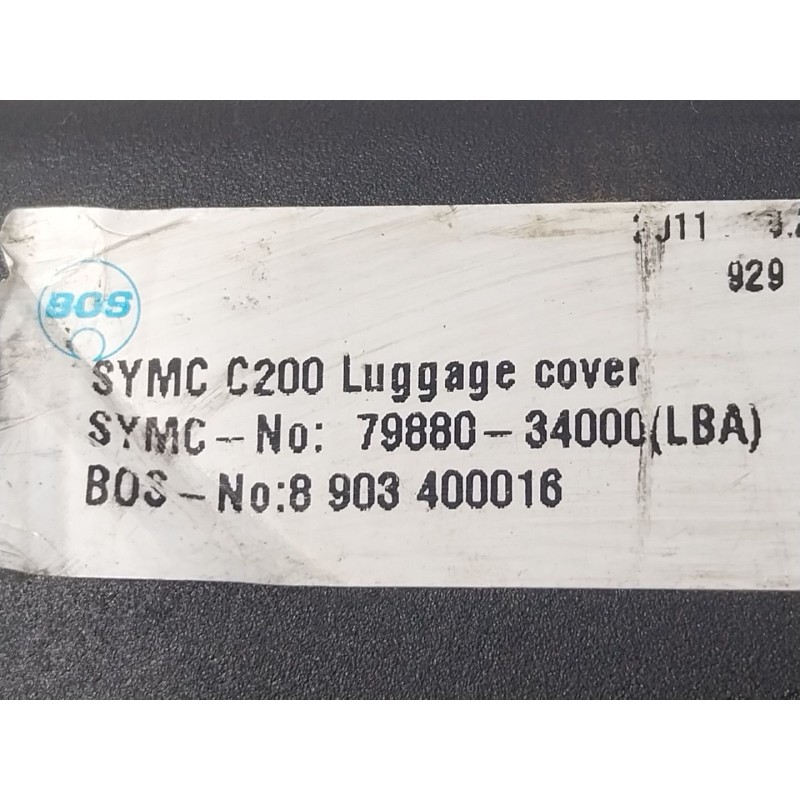 929
BOS
SYMC C200 Luggage cover
SYMC-No: 79880-34000(LBA)
BOS-No:8 903 400016